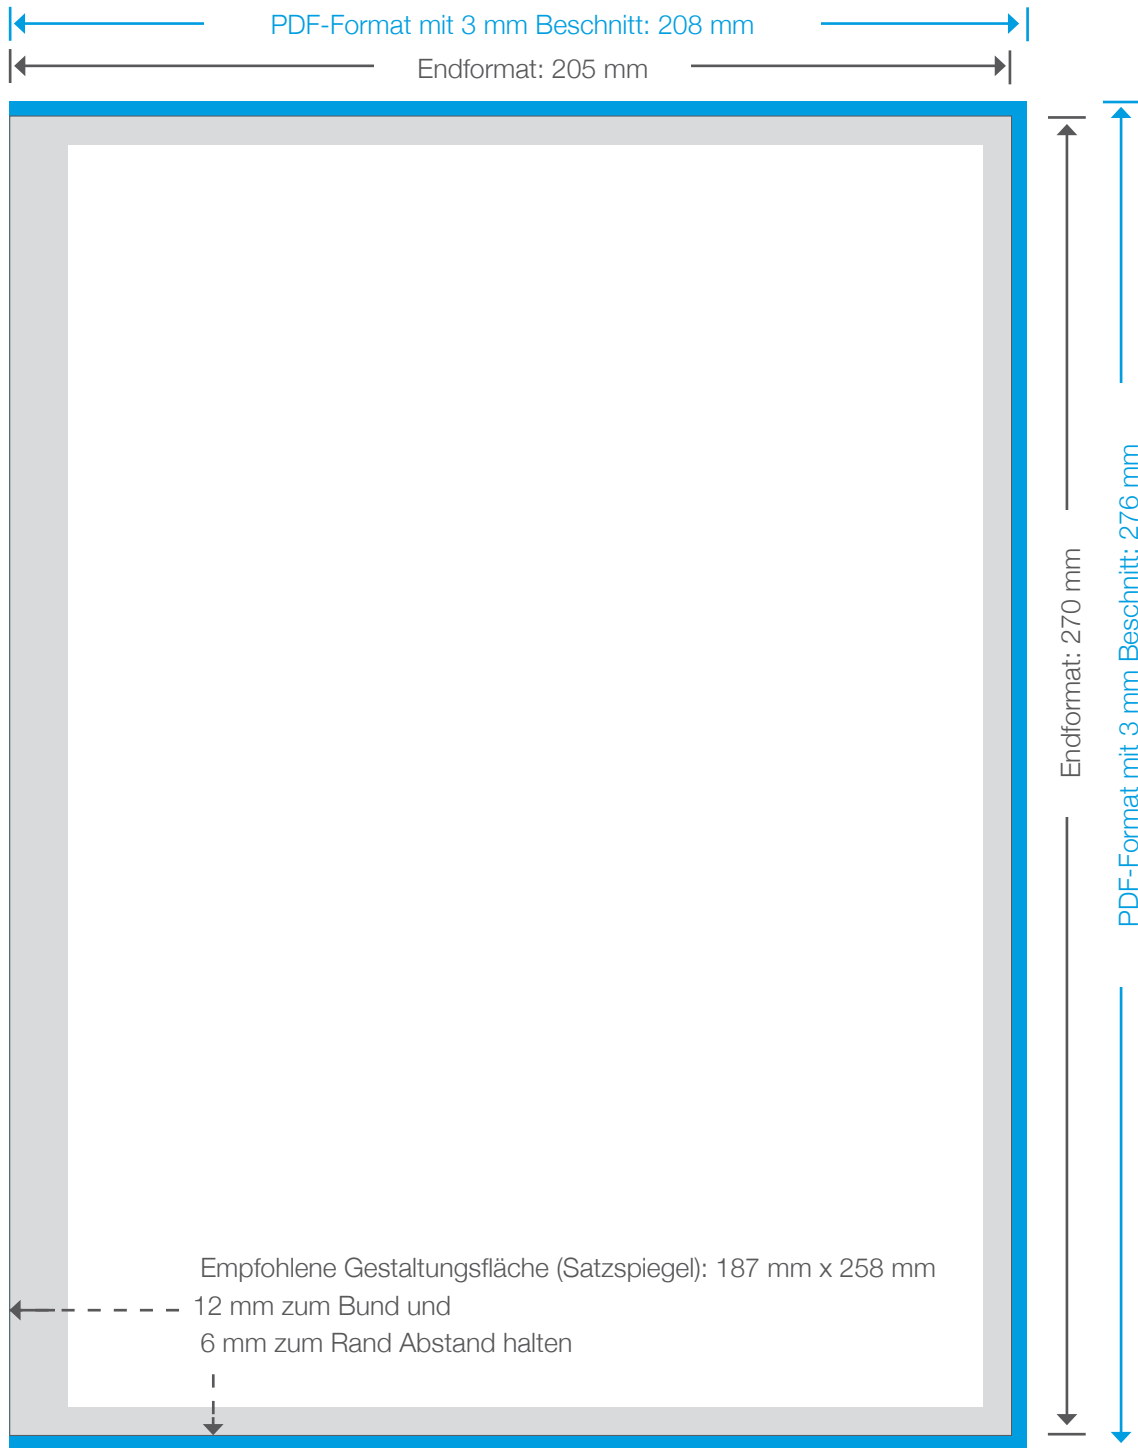 PDF-Format mit 3 mm Beschnitt: 208 mm
Endformat: 205 mm
Endformat: 270 mm
PDF-Format mit 3 mm Beschnitt: 276 mm
Empfohlene Gestaltungsfläche (Satzspiegel): 187 mm x 258 mm
12 mm zum Bund und
6 mm zum Rand Abstand halten